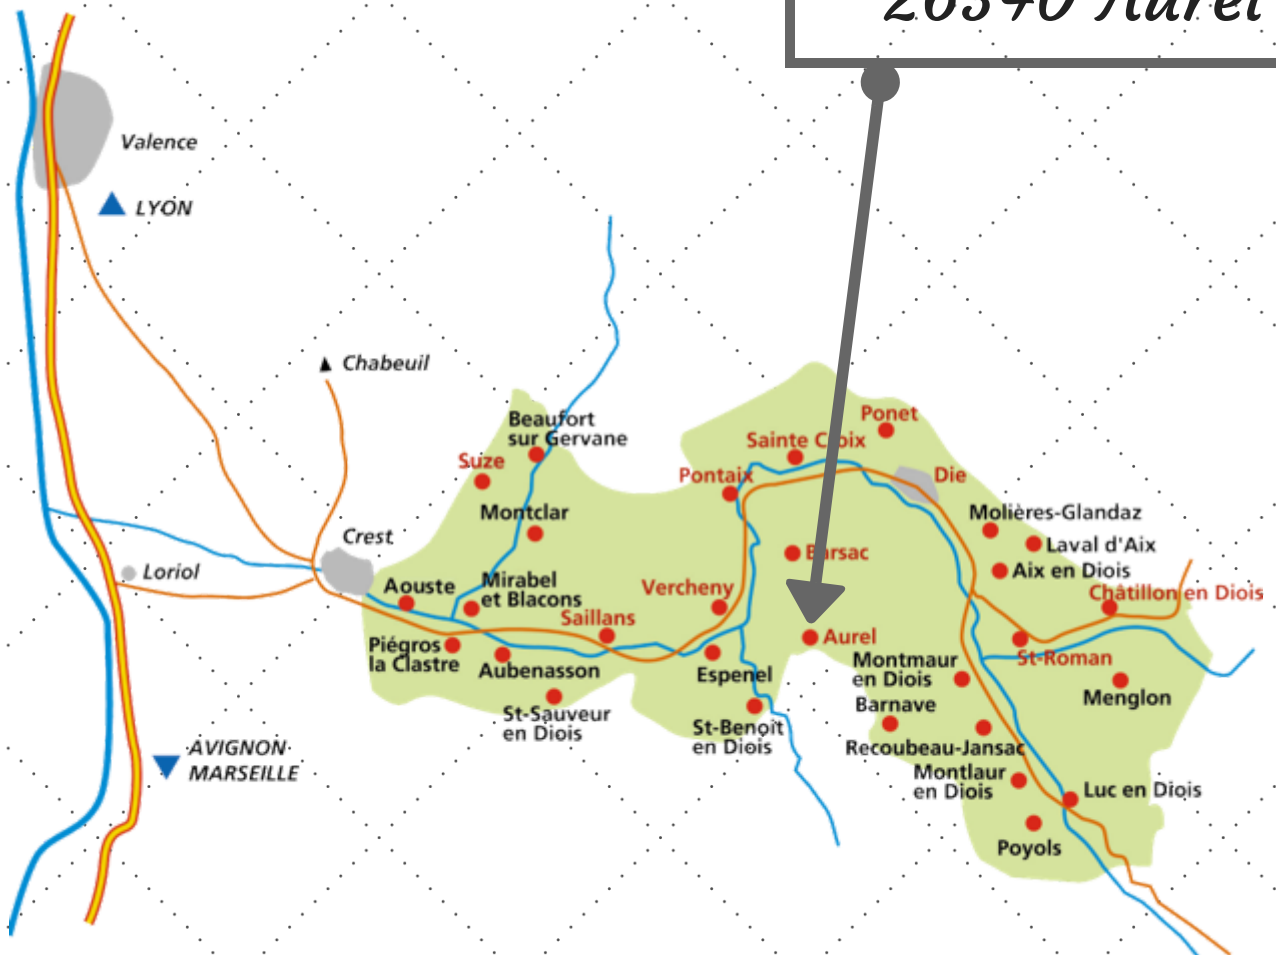 26340 Aurel
Valence
LYON
Chabeuil
Beaufort
sur Gervane
Suze
Montclar
Crest
Loriol
Aouste
Mirabel
et Blacons
Saillans
Piégros
la Clastre
Aubenasson
St-Sauveur
en Diois
Ponet
Sainte Croix
Pontaix
Die
Barsac
Vercheny
Aurel
Espenel
St-Benoit
en Diois
Molières-Glandaz
Laval d'Aix
Aix en Diois
Châtillon en Diois
St-Roman
Montmaur
en Diois
Menglon
Barnave
Recoubeau-Jansac
Montlaur
en Diois
Luc en Diois
Poyols
AVIGNON
MARSEILLE